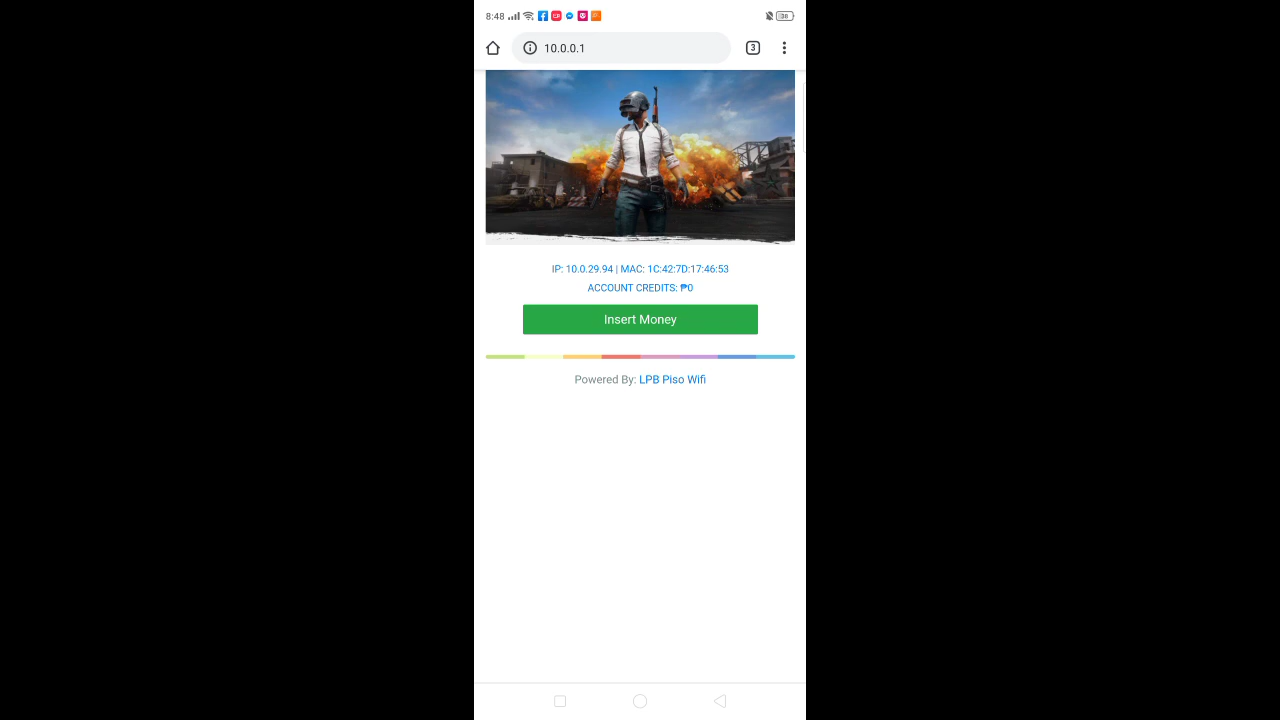 8:48
38
10.0.0.1
3
IP: 10.0.29.94 | MAC: 1C:42:7D:17:46:53
ACCOUNT CREDITS: ₱0
Insert Money
Powered By: LPB Piso Wifi